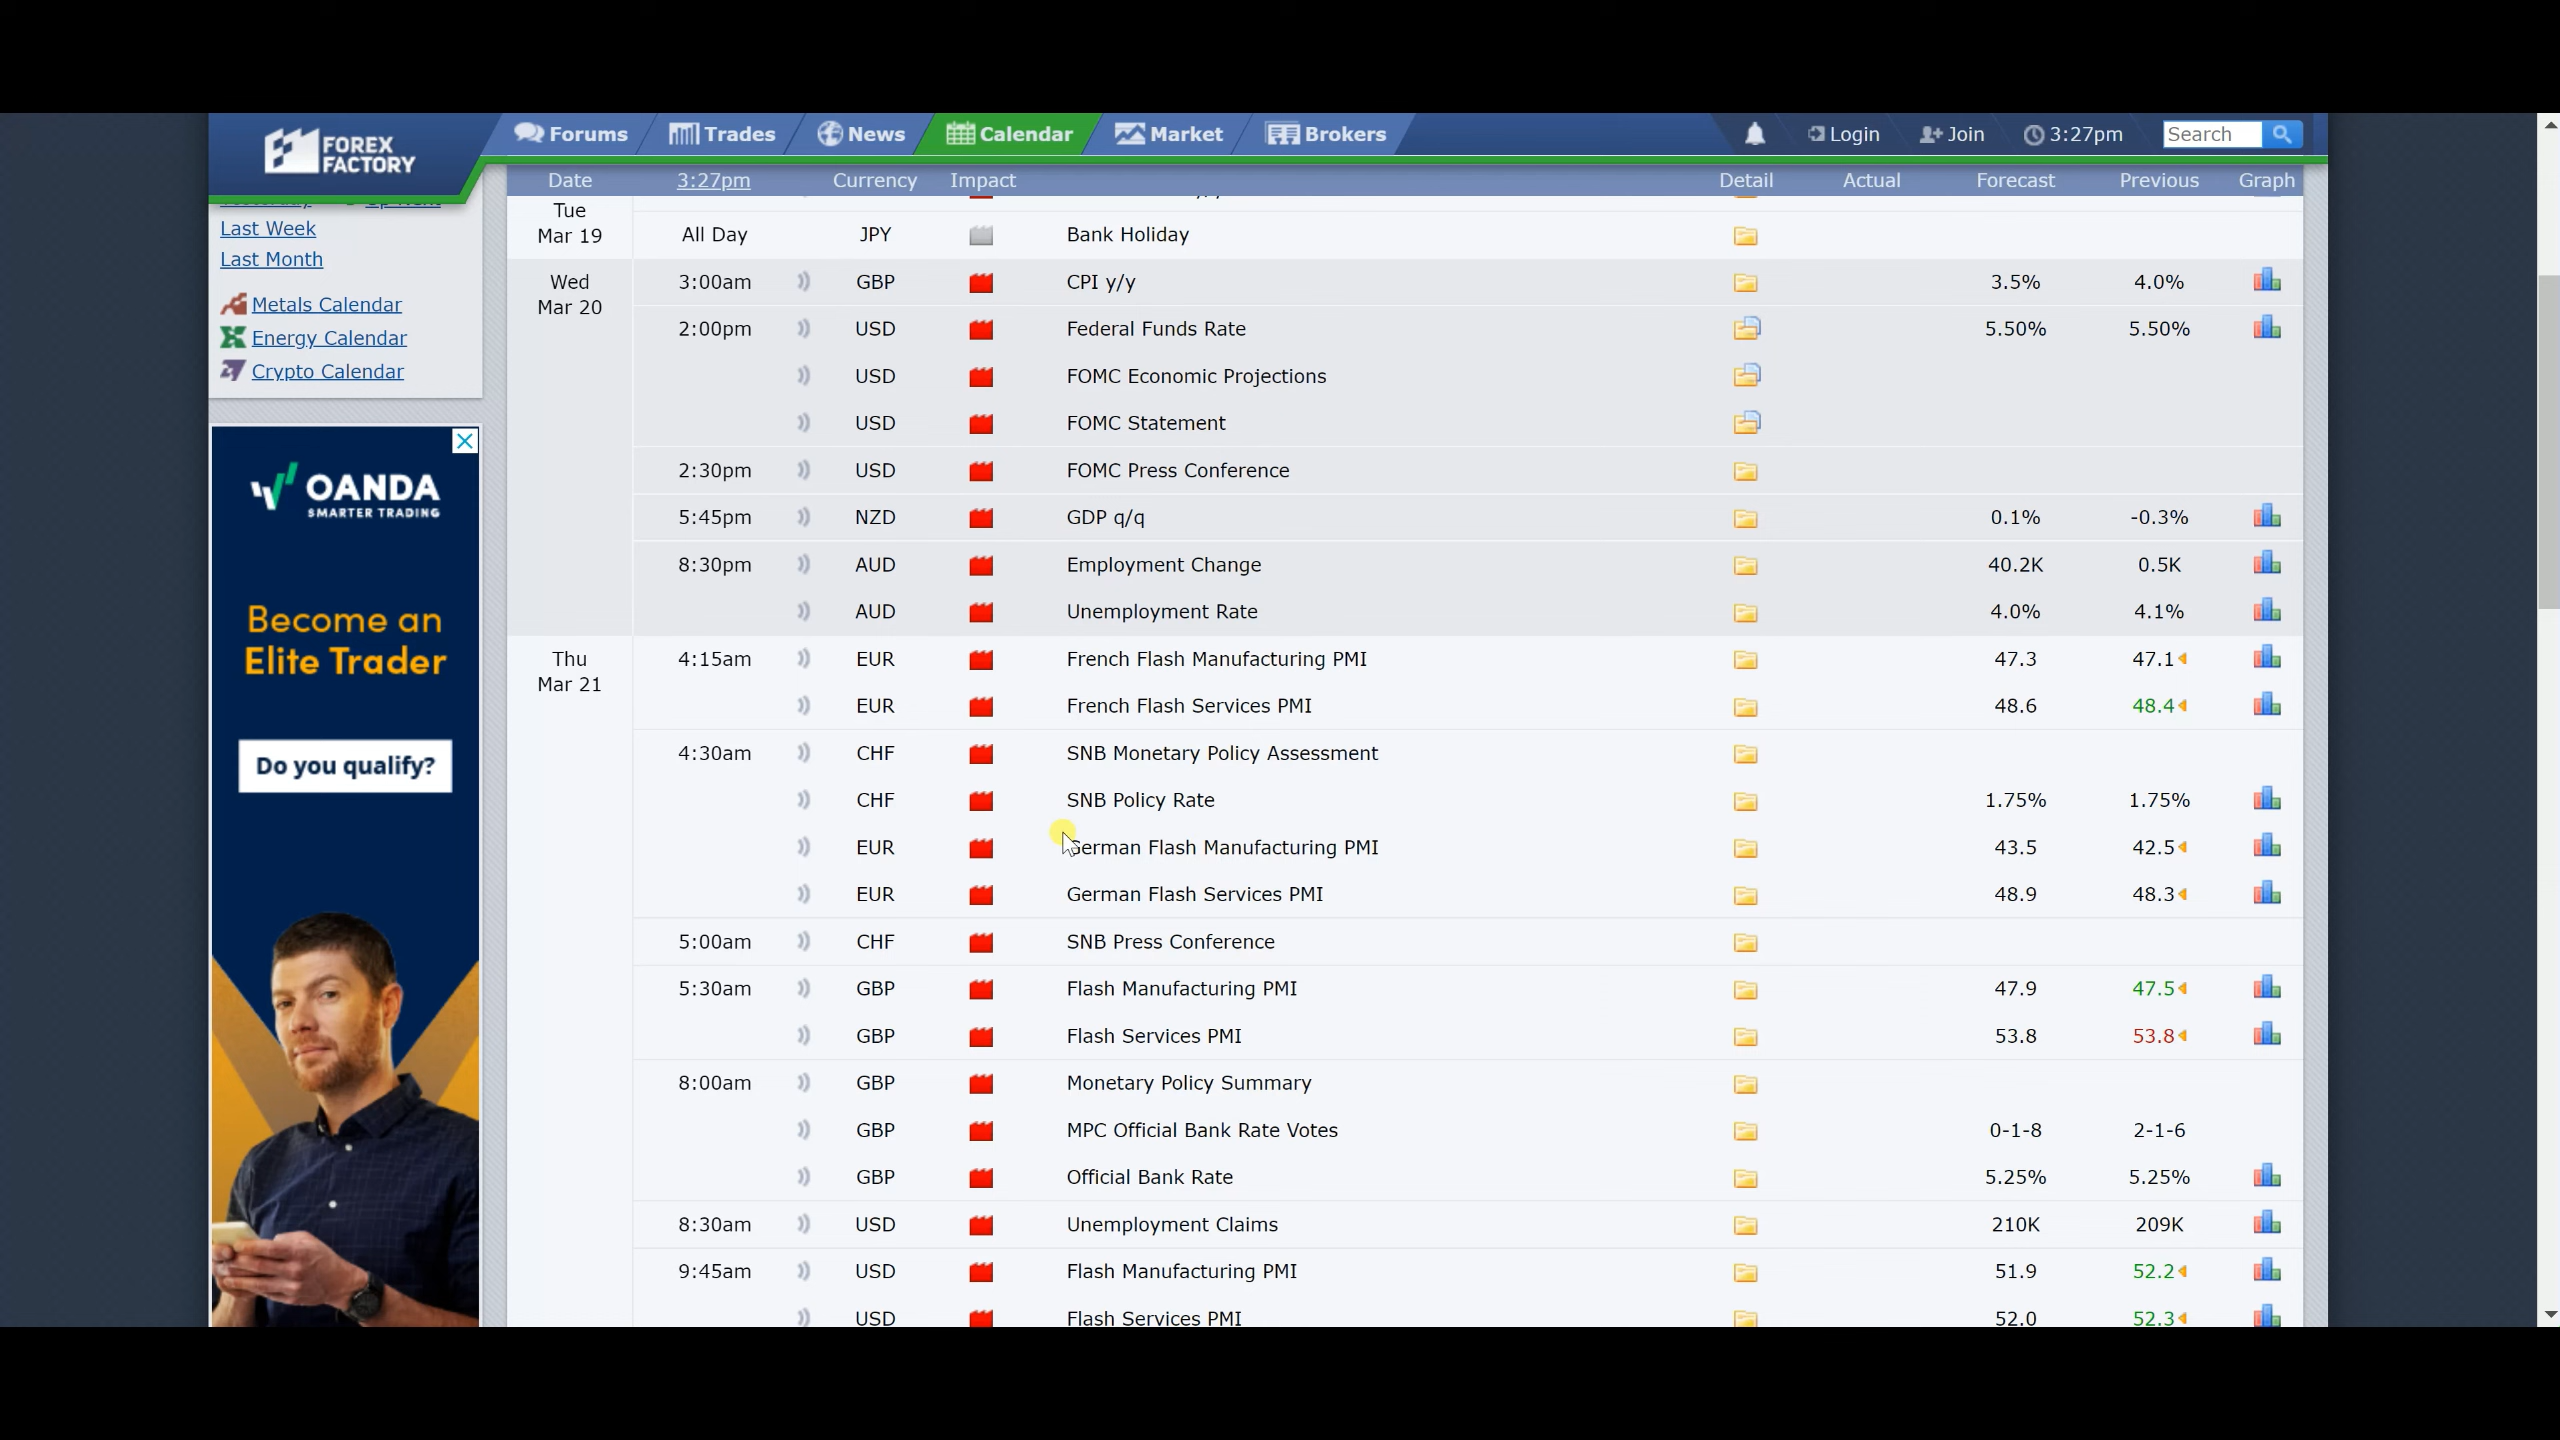 FOREX
FACTORY
Forums
Trades
News
Calendar
Market
Brokers
Login
Join
3:27pm
Search
Last Week
Last Month
Metals Calendar
Energy Calendar
Crypto Calendar
OANDA
SMARTER TRADING
Become an
Elite Trader
Do you qualify?
Date 3:27pm Currency Impact Detail Actual Forecast Previous Graph
Tue
Mar 19
All Day JPY Bank Holiday
Wed
Mar 20
3:00am GBP CPI y/y 3.5% 4.0%
2:00pm USD Federal Funds Rate 5.50% 5.50%
USD FOMC Economic Projections
USD FOMC Statement
2:30pm USD FOMC Press Conference
5:45pm NZD GDP q/q 0.1% -0.3%
8:30pm AUD Employment Change 40.2K 0.5K
AUD Unemployment Rate 4.0% 4.1%
Thu
Mar 21
4:15am EUR French Flash Manufacturing PMI 47.3 47.1
EUR French Flash Services PMI 48.6 48.4
4:30am CHF SNB Monetary Policy Assessment
CHF SNB Policy Rate 1.75% 1.75%
EUR German Flash Manufacturing PMI 43.5 42.5
EUR German Flash Services PMI 48.9 48.3
5:00am CHF SNB Press Conference
5:30am GBP Flash Manufacturing PMI 47.9 47.5
GBP Flash Services PMI 53.8 53.8
8:00am GBP Monetary Policy Summary
GBP MPC Official Bank Rate Votes 0-1-8 2-1-6
GBP Official Bank Rate 5.25% 5.25%
8:30am USD Unemployment Claims 210K 209K
9:45am USD Flash Manufacturing PMI 51.9 52.2
USD Flash Services PMI 52.0 52.3